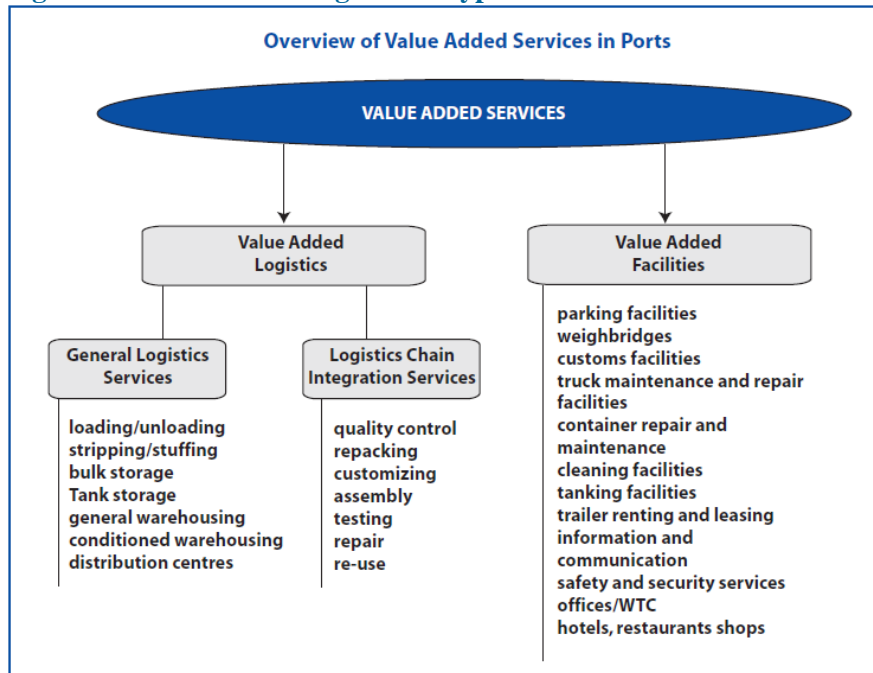 Overview of Value Added Services in Ports
VALUE ADDED SERVICES
Value Added
Logistics
Value Added
Facilities
General Logistics
Services
Logistics Chain
Integration Services
loading/unloading
stripping/stuffing
bulk storage
Tank storage
general warehousing
conditioned warehousing
distribution centres
quality control
repacking
customizing
assembly
testing
repair
re-use
parking facilities
weighbridges
customs facilities
truck maintenance and repair
facilities
container repair and
maintenance
cleaning facilities
tanking facilities
trailer renting and leasing
information and
communication
safety and security services
offices/WTC
hotels, restaurants shops